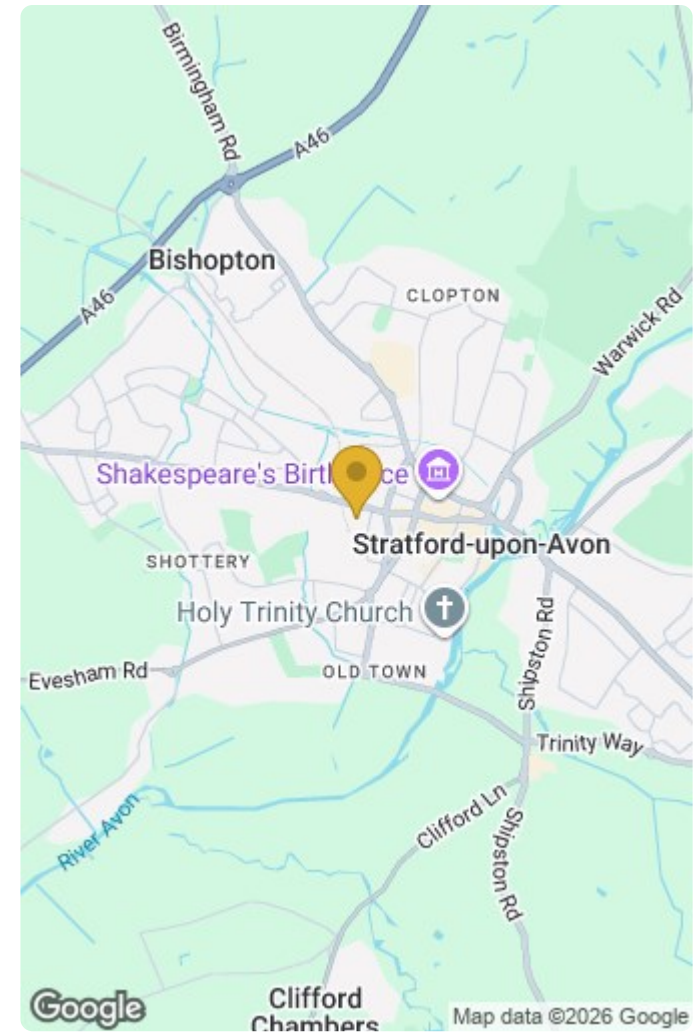 Birmingham Rd
A46
Bishopton
CLOPTON
A46
Warwick Rd
Shakespeare's Birth
ce
Stratford-upon-Avon
SHOTTERY
Holy Trinity Church
Shipston Rd
Evesham Rd
OLD TOWN
Trinity Way
Clifford Ln
River Avon
Shipston Rd
Clifford
Chambers
Google
Map data ©2026 Google